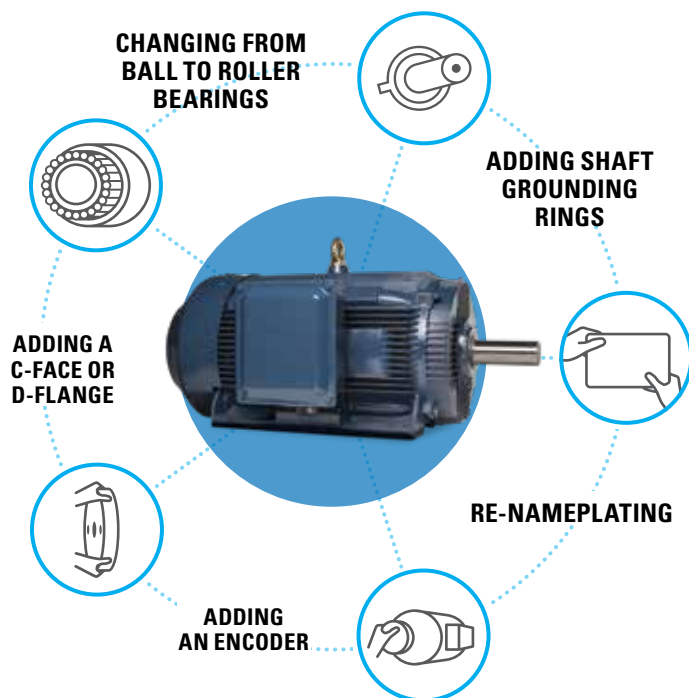 CHANGING FROM
BALL TO ROLLER
BEARINGS
ADDING SHAFT
GROUNDING
RINGS
ADDING A
C-FACE OR
D-FLANGE
RE-NAMEPLATING
ADDING
AN ENCODER